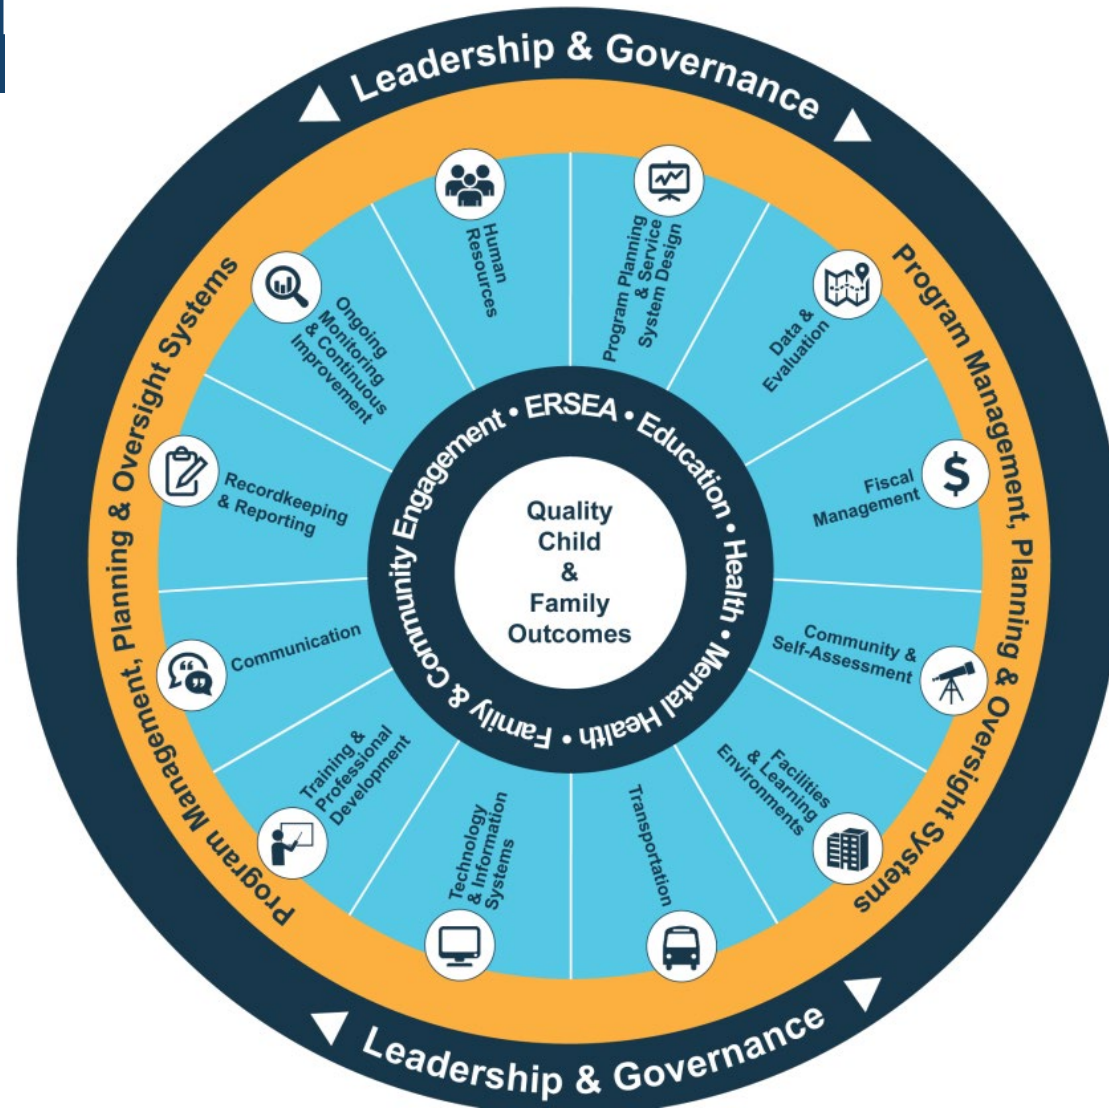 Leadership & Governance
Program Management, Planning & Oversight Systems
Program Management, Planning & Oversight Systems
Human
Resources
Program Planning
& Service
System Design
Data &
Evaluation
Fiscal
Management
Community &
Self-Assessment
Facilities
& Learning
Environments
Transportation
Technology
& Information
Systems
Training &
Professional
Development
Communication
Recordkeeping
& Reporting
Ongoing
Monitoring
& Continuous
Improvement
Family & Community Engagement • ERSEA • Education • Health • Mental Health •
Quality
Child
&
Family
Outcomes
Leadership & Governance